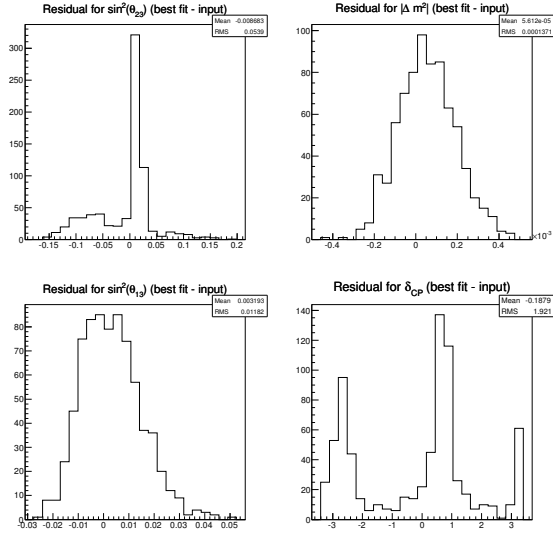 Residual for sin²(θ₂₃) (best fit - input)
Mean -0.008683
RMS 0.0539
300
250
200
150
100
50
0
-0.15 -0.1 -0.05 0 0.05 0.1 0.15 0.2
Residual for |Δ m²| (best fit - input)
Mean 5.612e-05
RMS 0.0001371
100
80
60
40
20
0
-0.4 -0.2 0 0.2 0.4
×10⁻³
Residual for sin²(θ₁₃) (best fit - input)
Mean 0.003193
RMS 0.01182
80
70
60
50
40
30
20
10
0
-0.03 -0.02 -0.01 0 0.01 0.02 0.03 0.04 0.05
Residual for δCP (best fit - input)
Mean -0.1879
RMS 1.921
140
120
100
80
60
40
20
0
-3 -2 -1 0 1 2 3